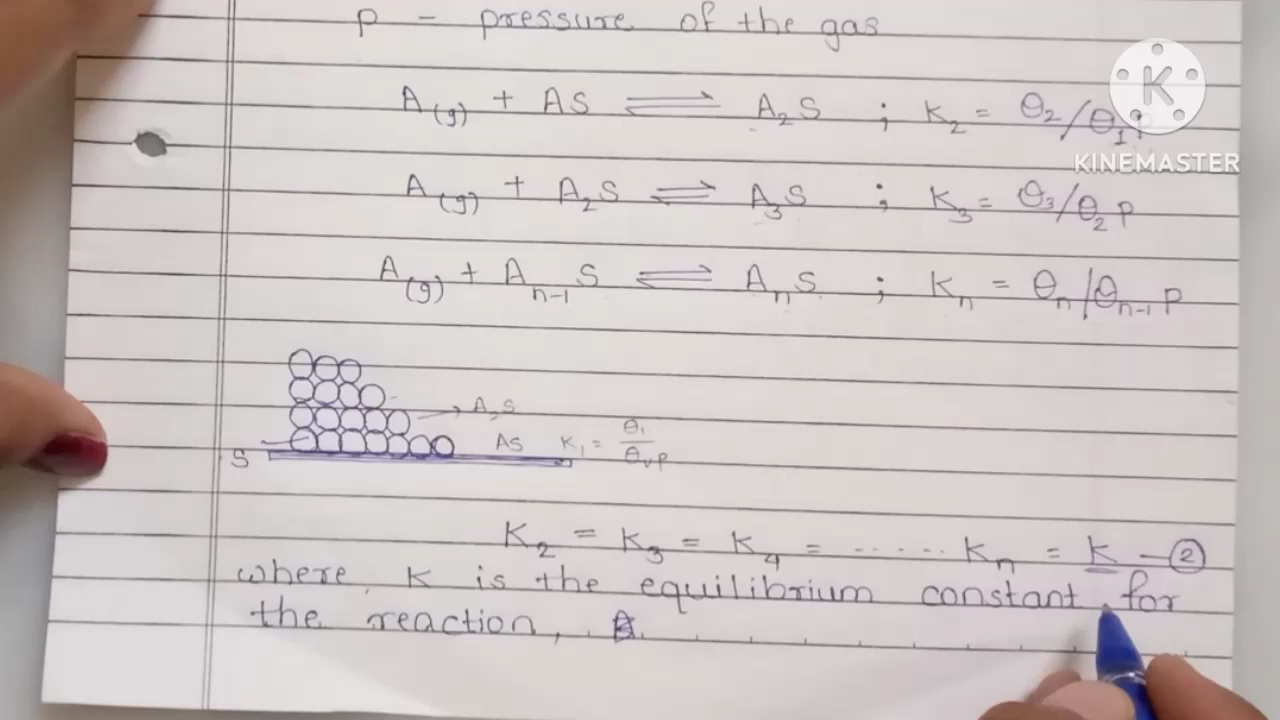 p - pressure of the gas
A(g) + AS ⇌ A₂S ; K₂ = θ₂/θ₁p
K
KINEMASTER
A(g) + A₂S ⇌ A₃S ; K₃ = θ₃/θ₂ p
A(g) + Aₙ₋₁S ⇌ AₙS ; Kₙ = θₙ/θₙ₋₁ p
A₂S
S AS K₁ = θ₁/θᵥp
K₂ = K₃ = K₄ = ...... Kₙ = K — ②
where, K is the equilibrium constant for
the reaction,